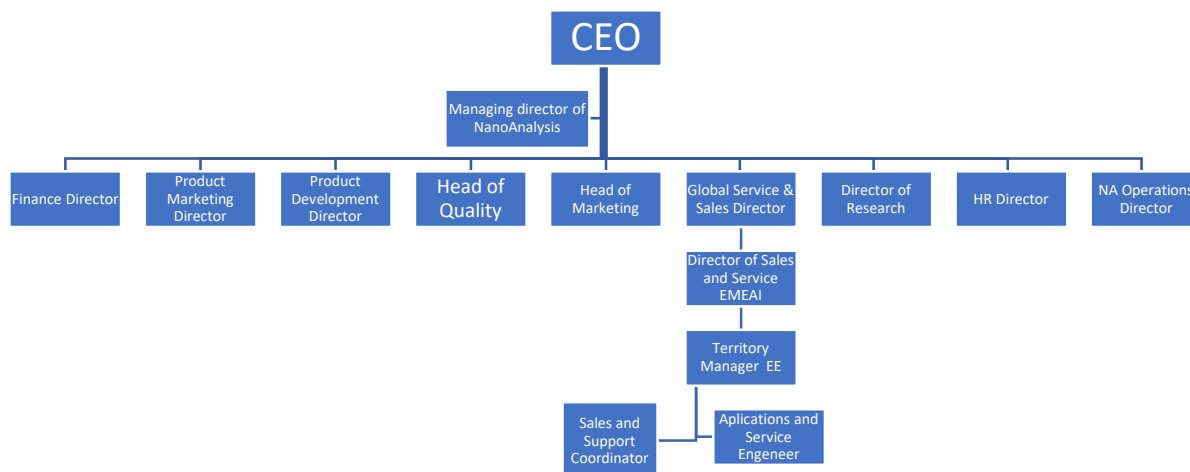 CEO
Managing director of
NanoAnalysis
Finance Director
Product
Marketing
Director
Product
Development
Director
Head of
Quality
Head of
Marketing
Global Service &
Sales Director
Director of
Research
HR Director
NA Operations
Director
Director of Sales
and Service
EMEAI
Territory
Manager EE
Sales and
Support
Coordinator
Aplications and
Service
Engeneer